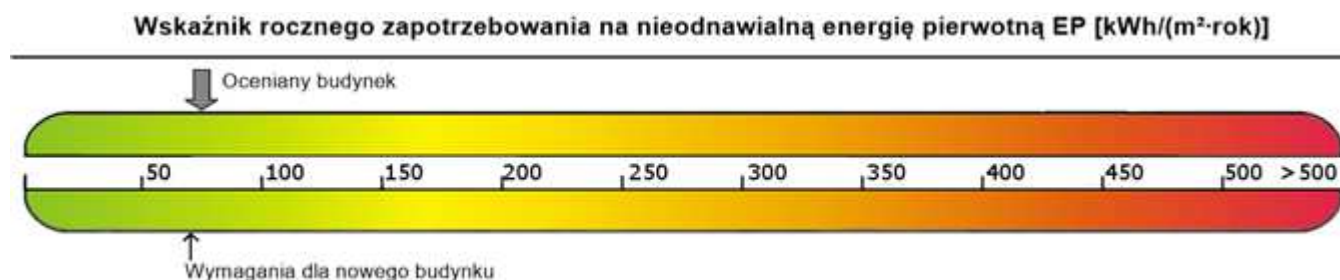 Wskaźnik rocznego zapotrzebowania na nieodnawialną energię pierwotną EP [kWh/(m²·rok)]
Oceniany budynek
50 100 150 200 250 300 350 400 450 500 >500
Wymagania dla nowego budynku